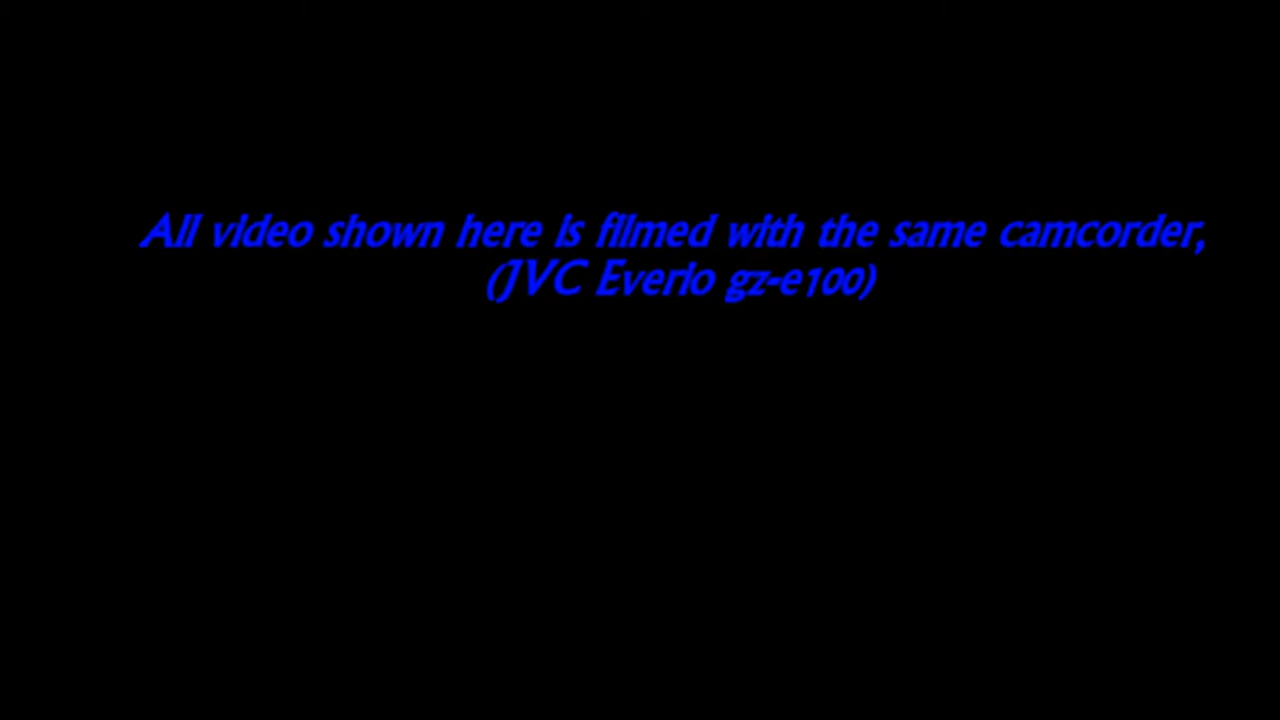 All video shown here is filmed with the same camcorder,
(JVC Everio gz-e100)